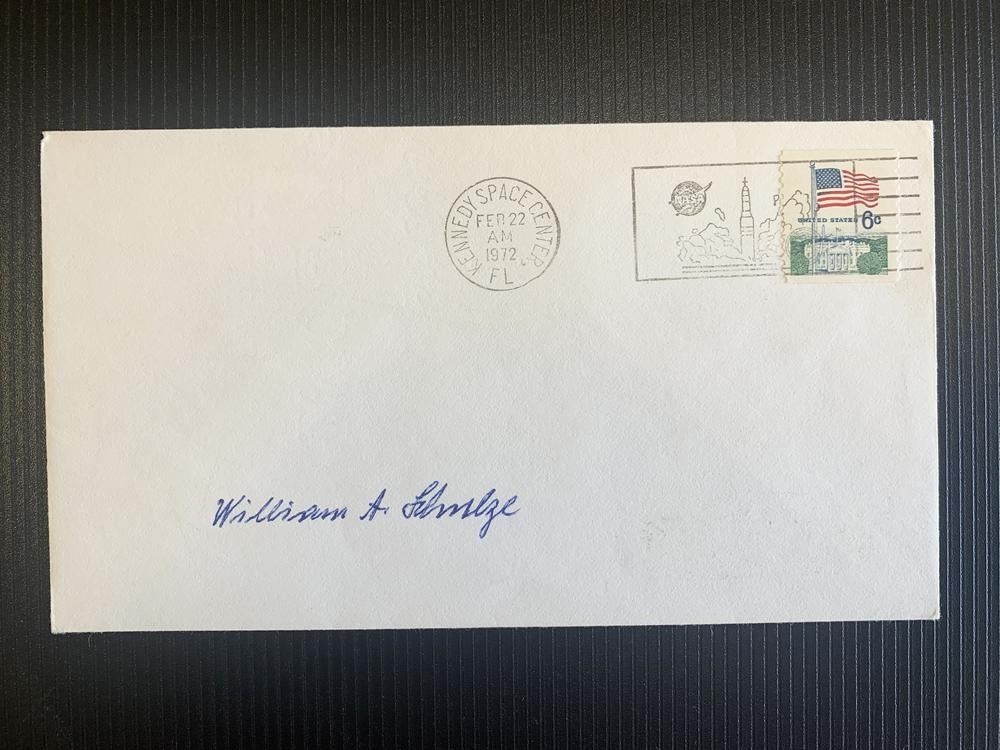 KENNEDY SPACE CENTER
FEB 22
AM
1972
FL
UNITED STATES 6c
William A. Schulze